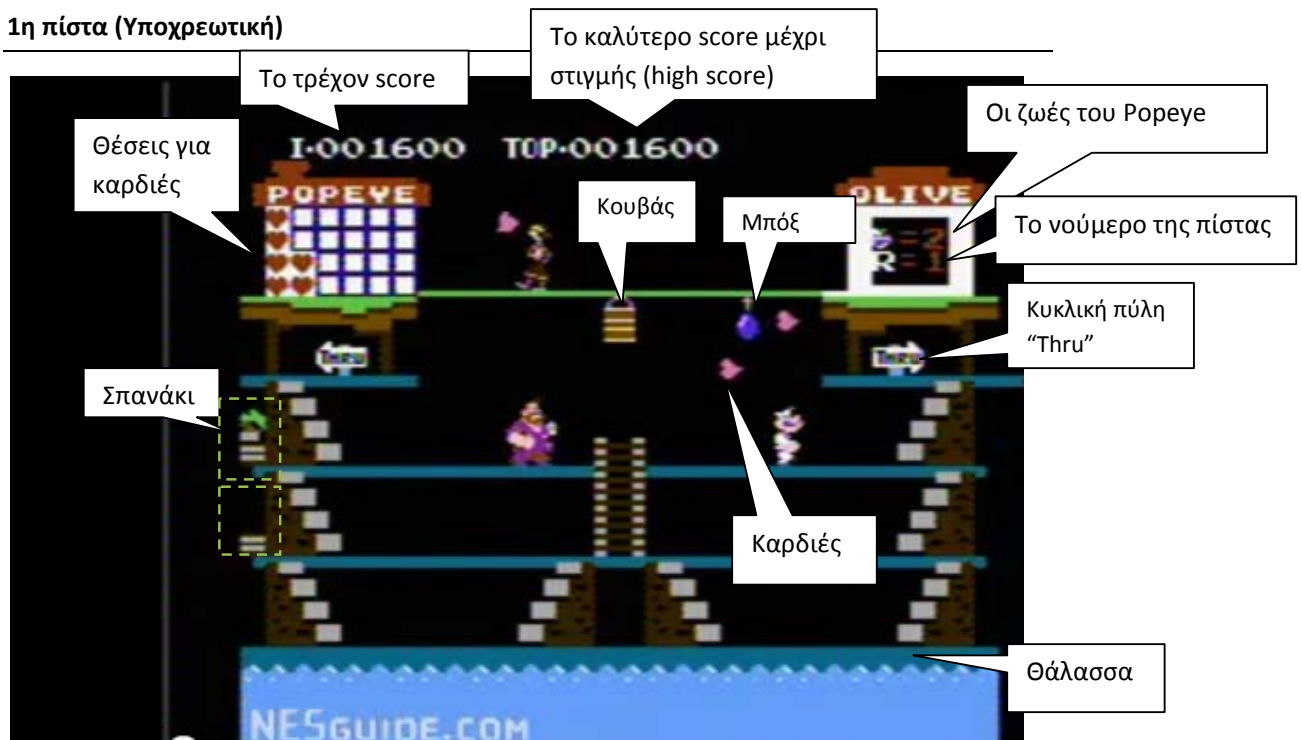 1η πίστα (Υποχρεωτική)
Το καλύτερο score μέχρι
στιγμής (high score)
Το τρέχον score
Οι ζωές του Popeye
Θέσεις για
καρδιές
I-001600 TOP-001600
POPEYE
OLIVE
Κουβάς
Μπόξ
Το νούμερο της πίστας
=2
R=1
Κυκλική πύλη
“Thru”
Thru
Thru
Σπανάκι
Καρδιές
Θάλασσα
NESGUIDE.COM